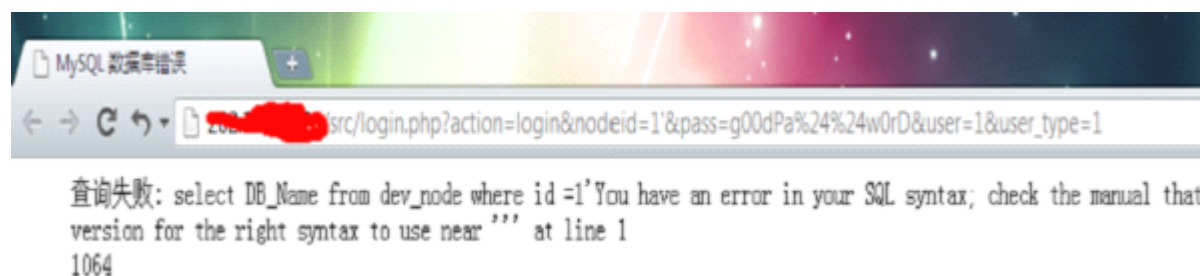 MySQL 数据库错误
/src/login.php?action=login&nodeid=1'&pass=g00dPa%24%24w0rD&user=1&user_type=1
查询失败: select DB_Name from dev_node where id =1'You have an error in your SQL syntax; check the manual that
version for the right syntax to use near ''' at line 1
1064